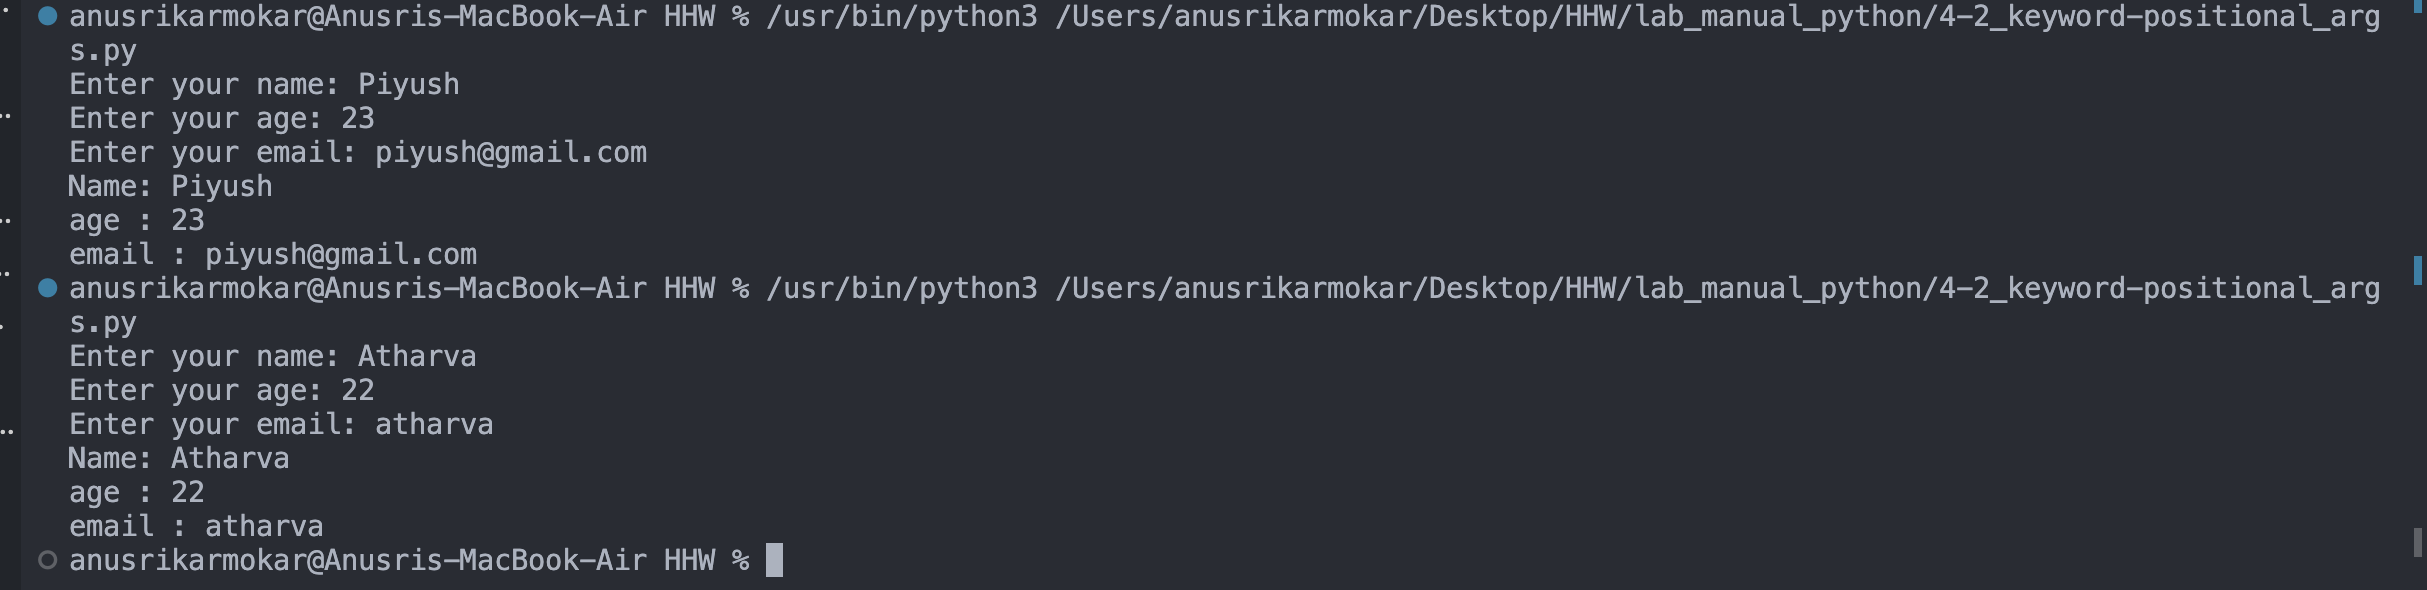 anusrikarmokar@Anusris-MacBook-Air HHW % /usr/bin/python3 /Users/anusrikarmokar/Desktop/HHW/lab_manual_python/4-2_keyword-positional_arg
s.py
Enter your name: Piyush
Enter your age: 23
Enter your email: piyush@gmail.com
Name: Piyush
age : 23
email : piyush@gmail.com
anusrikarmokar@Anusris-MacBook-Air HHW % /usr/bin/python3 /Users/anusrikarmokar/Desktop/HHW/lab_manual_python/4-2_keyword-positional_arg
s.py
Enter your name: Atharva
Enter your age: 22
Enter your email: atharva
Name: Atharva
age : 22
email : atharva
anusrikarmokar@Anusris-MacBook-Air HHW %